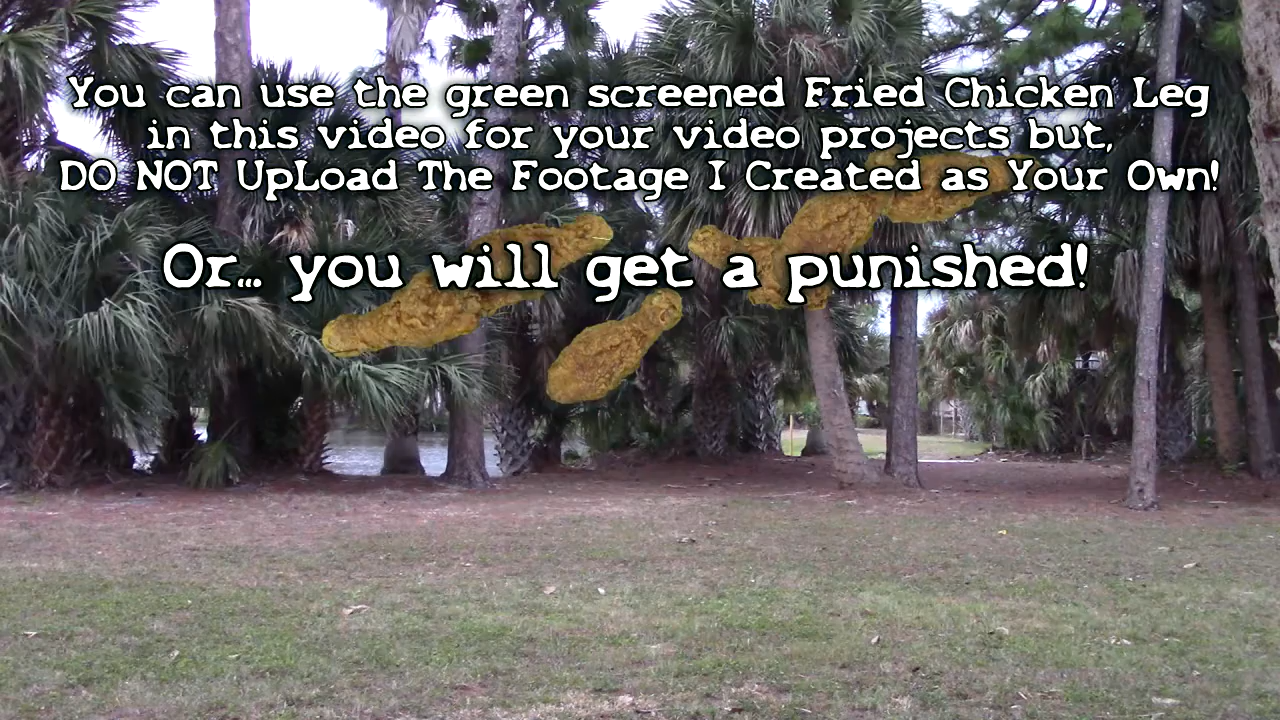 You can use the green screened Fried Chicken Leg
in this video for your video projects but,
DO NOT UpLoad The Footage I Created as Your Own!
Or... you will get a punished!